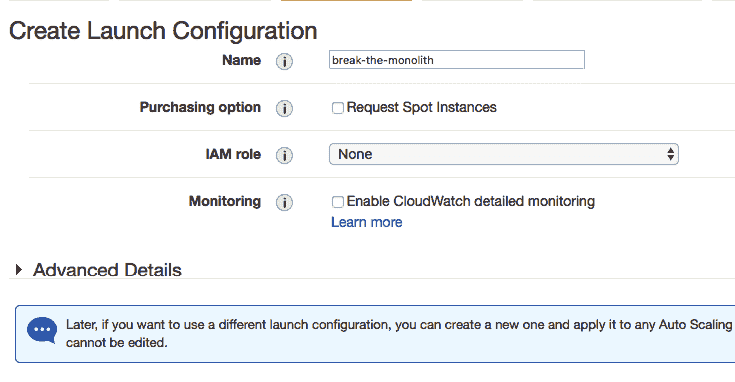 Create Launch Configuration
Name i break-the-monolith
Purchasing option i Request Spot Instances
IAM role i None
Monitoring i Enable CloudWatch detailed monitoring
Learn more
Advanced Details
Later, if you want to use a different launch configuration, you can create a new one and apply it to any Auto Scaling
cannot be edited.